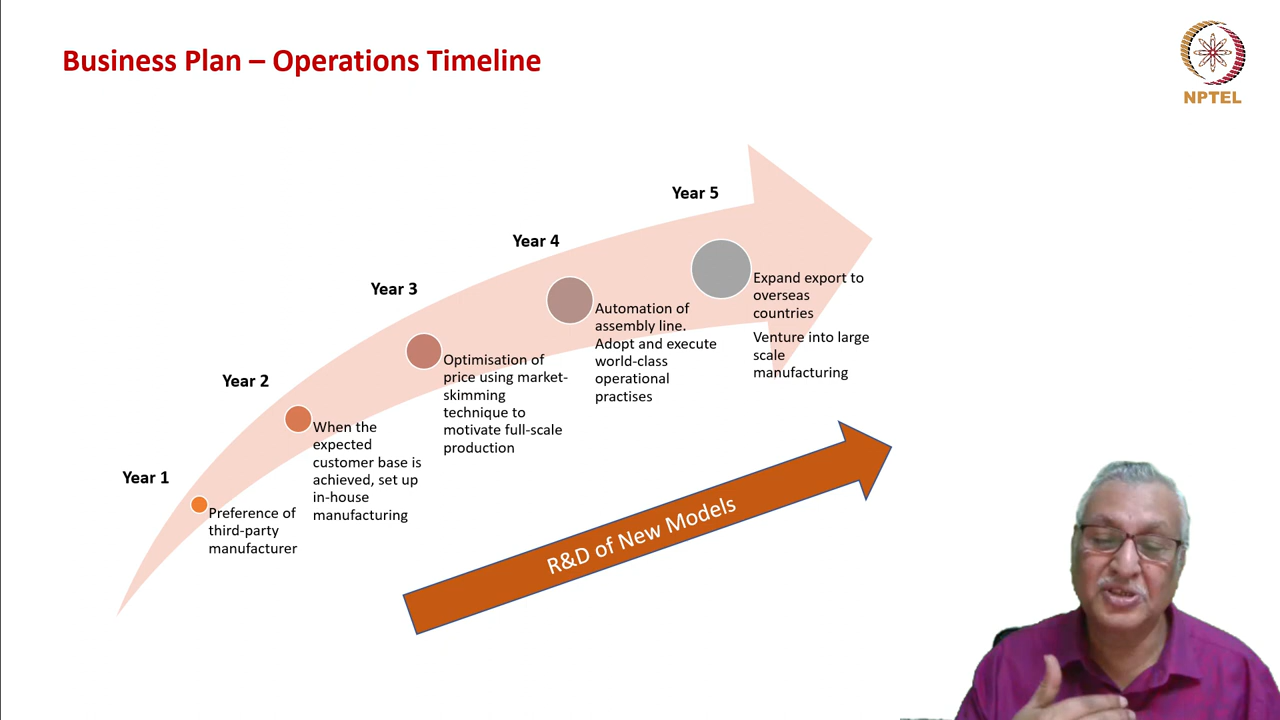 Business Plan – Operations Timeline
NPTEL
Year 1
Preference of
third-party
manufacturer
Year 2
When the
expected
customer base is
achieved, set up
in-house
manufacturing
Year 3
Optimisation of
price using market-
skimming
technique to
motivate full-scale
production
Year 4
Automation of
assembly line.
Adopt and execute
world-class
operational
practises
Year 5
Expand export to
overseas
countries
Venture into large
scale
manufacturing
R&D of New Models